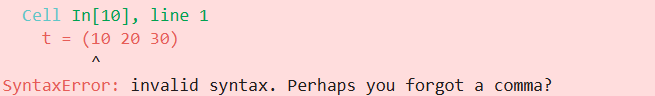 Cell In[10], line 1
t = (10 20 30)
^
SyntaxError: invalid syntax. Perhaps you forgot a comma?